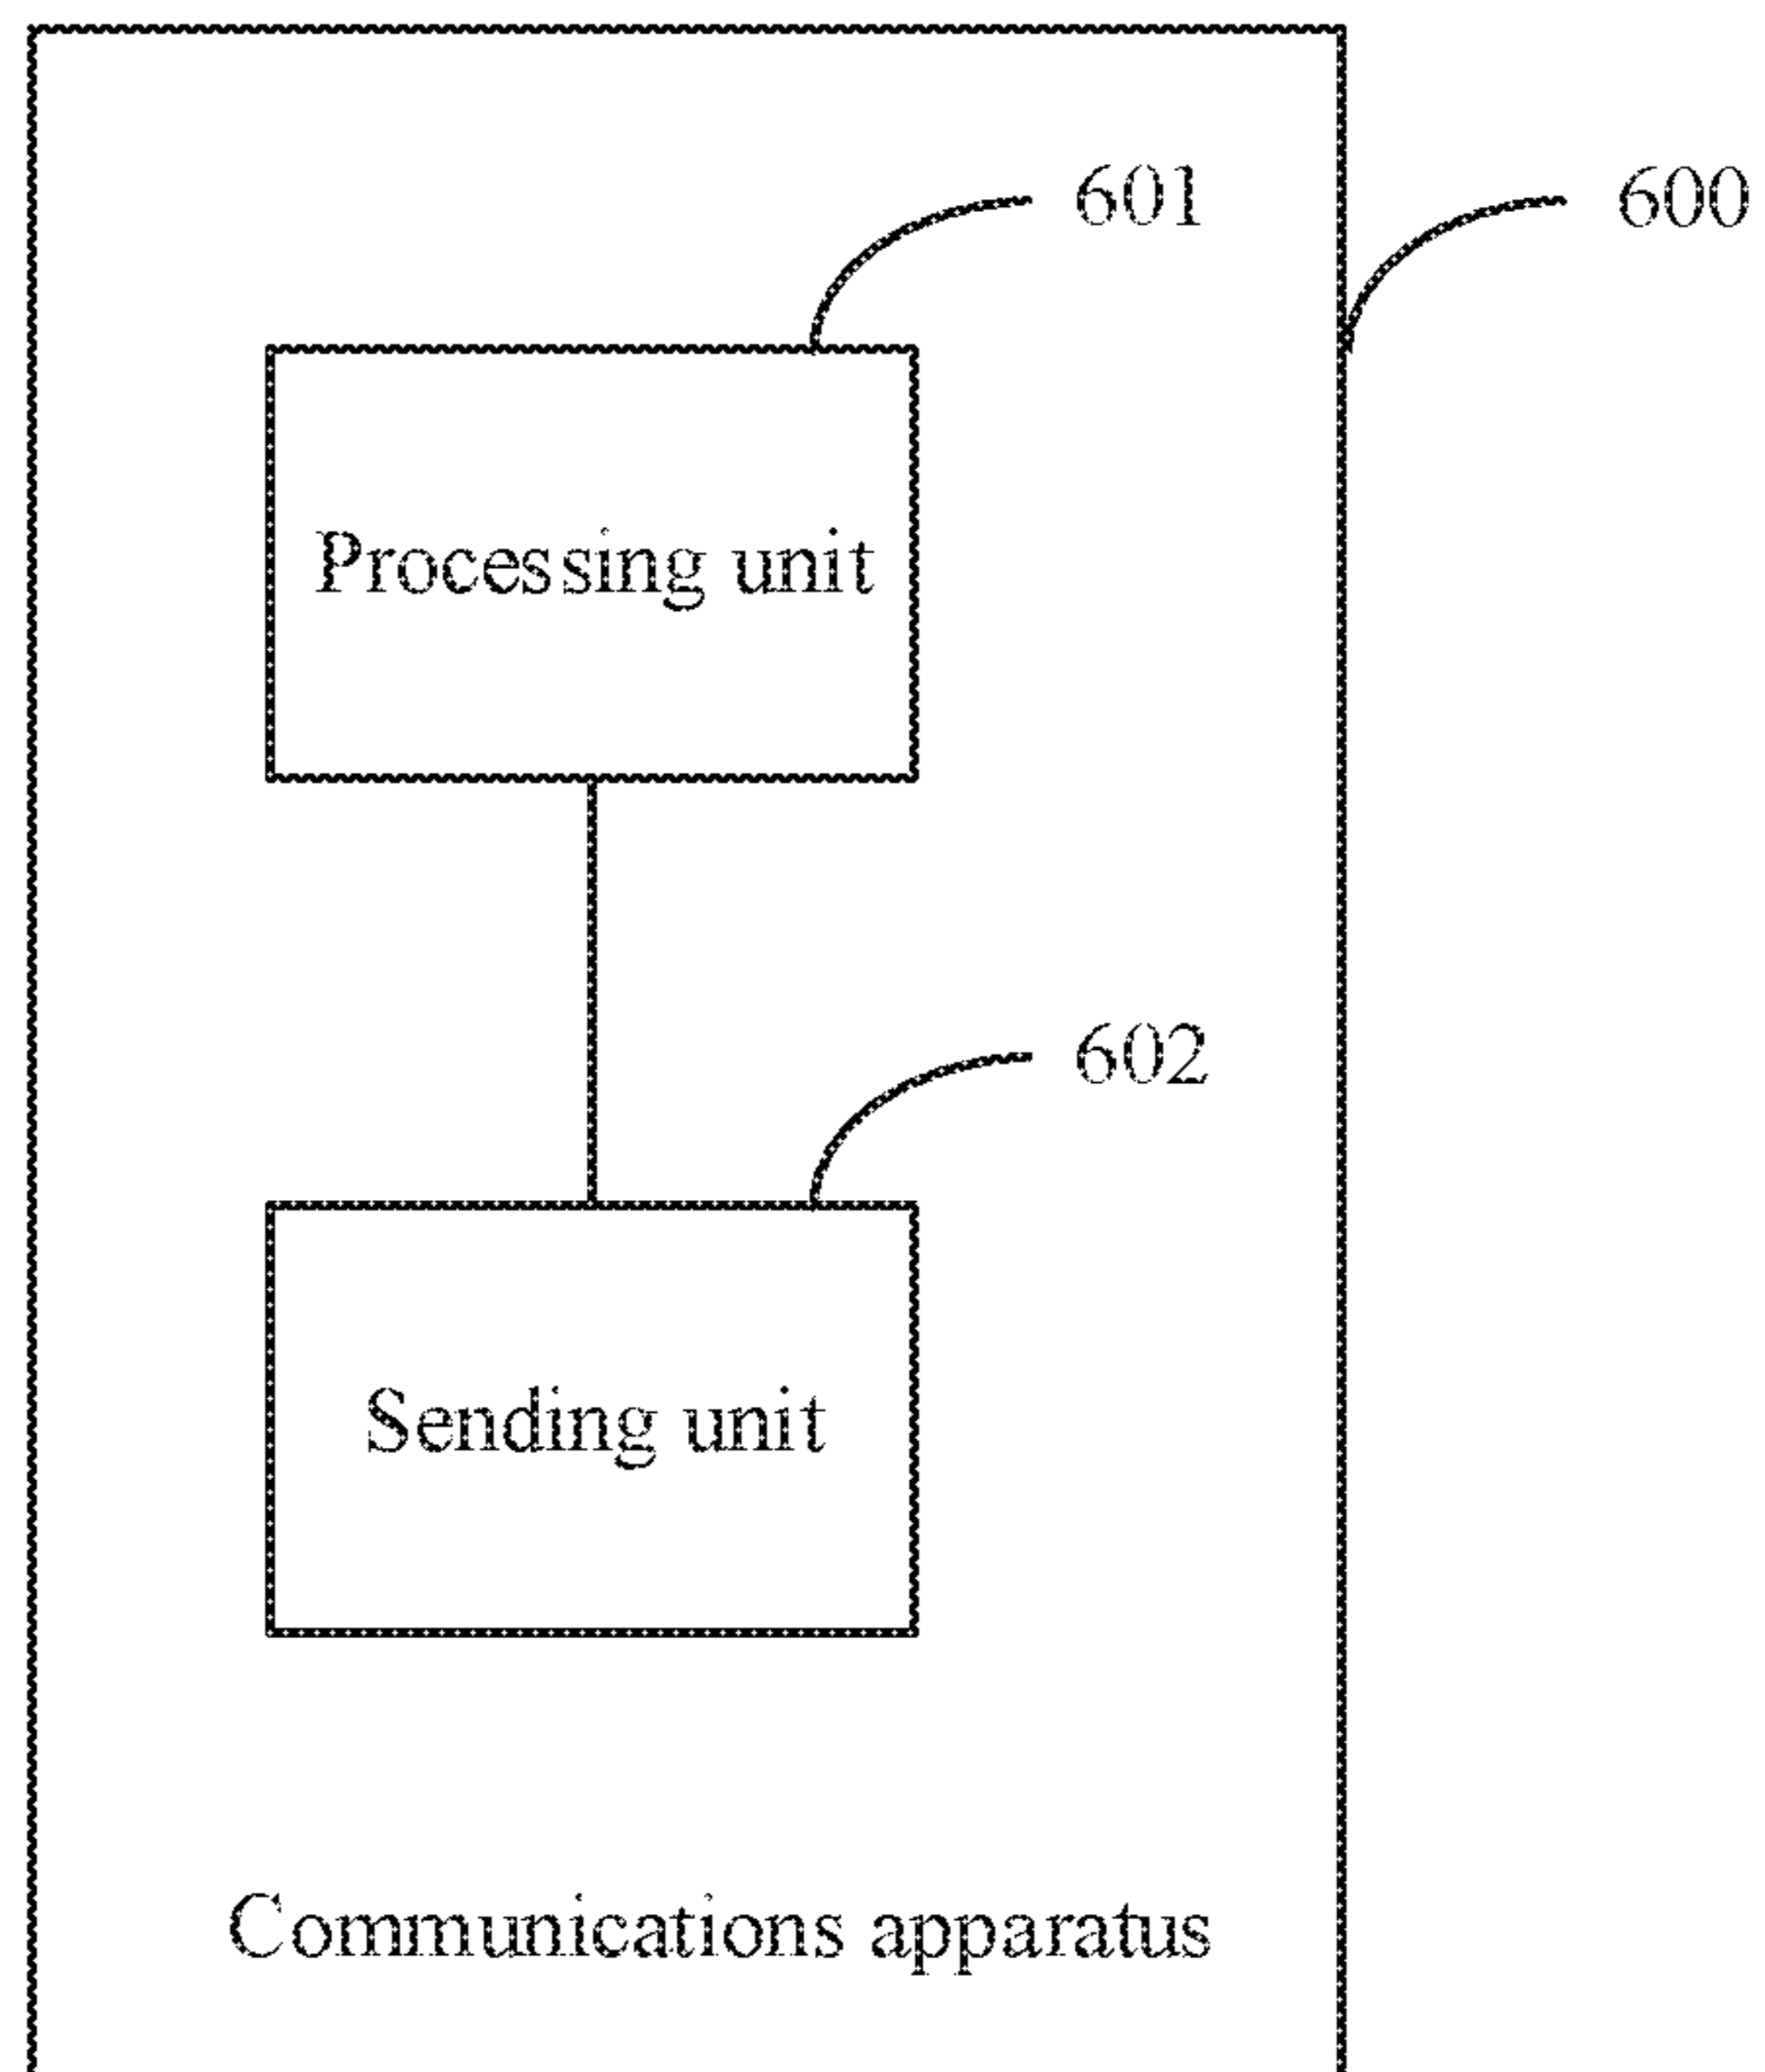 601
600
Processing unit
602
Sending unit
Communications apparatus